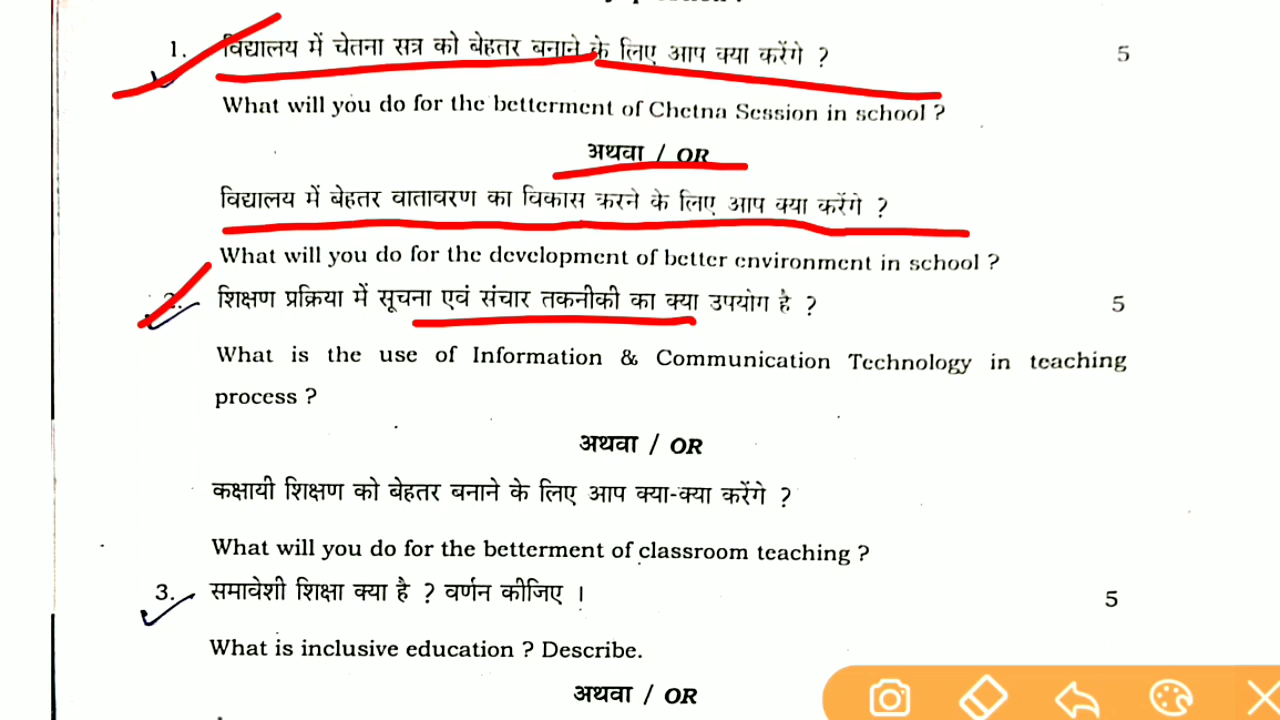 1. विद्यालय में चेतना सत्र को बेहतर बनाने के लिए आप क्या करेंगे ? 5
What will you do for the betterment of Chetna Session in school ?
अथवा / OR
विद्यालय में बेहतर वातावरण का विकास करने के लिए आप क्या करेंगे ?
What will you do for the development of better environment in school ?
2. शिक्षण प्रक्रिया में सूचना एवं संचार तकनीकी का क्या उपयोग है ? 5
What is the use of Information & Communication Technology in teaching
process ?
अथवा / OR
कक्षायी शिक्षण को बेहतर बनाने के लिए आप क्या-क्या करेंगे ?
What will you do for the betterment of classroom teaching ?
3. समावेशी शिक्षा क्या है ? वर्णन कीजिए । 5
What is inclusive education ? Describe.
अथवा / OR